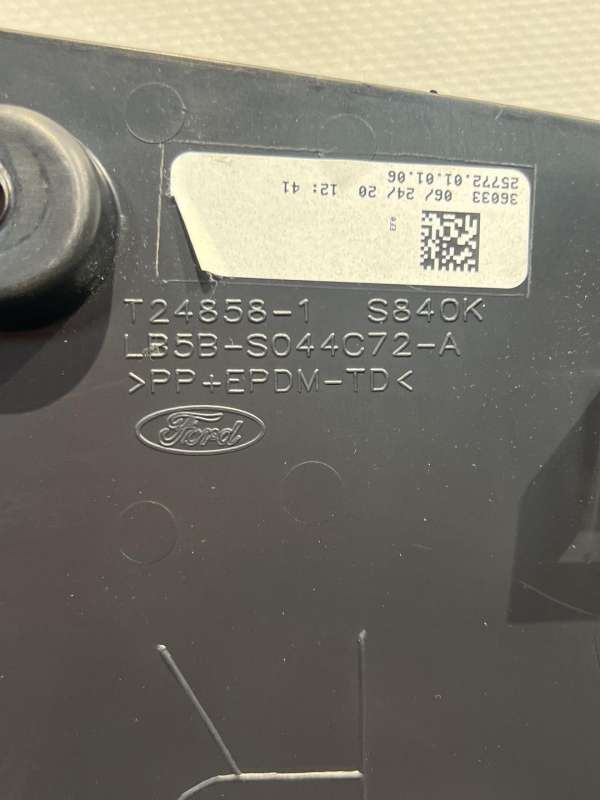 36033 06/ 24/ 20 12: 41
25772.01.01.06
T24858-1 S840K
LB5B-S044C72-A
>PP+EPDM-TD<
Ford
R